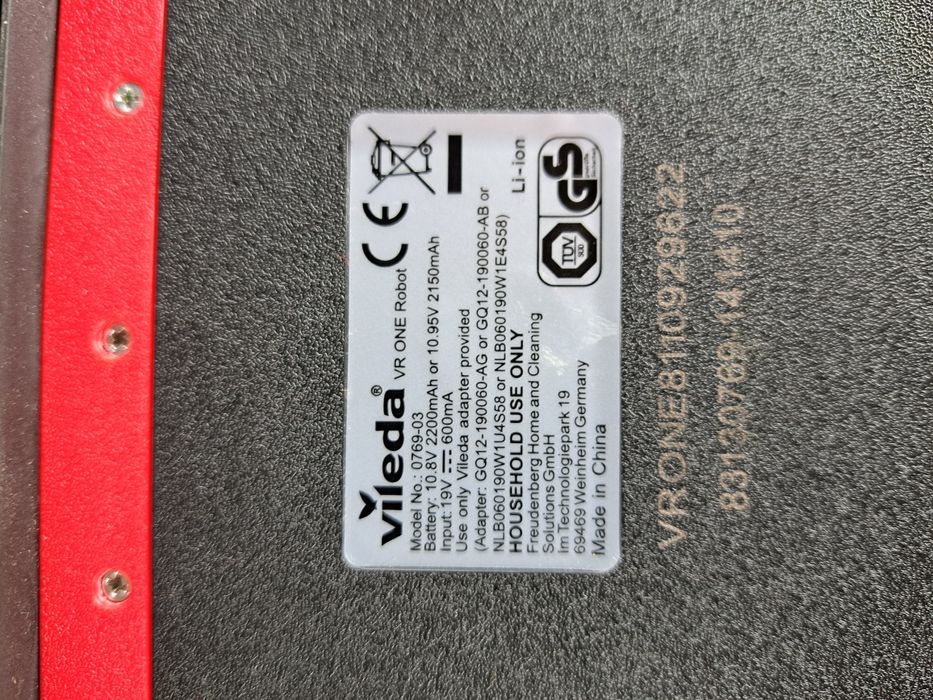 Vileda® VR ONE Robot
Model No.: 0769-03
Battery: 10.8V 2200mAh or 10.95V 2150mAh
Input: 19V ⎓ 600mA
Use only Vileda adapter provided
(Adapter: GQ12-190060-AG or GQ12-190060-AB or
NLB060190W1U4S58 or NLB060190W1E4S58)
HOUSEHOLD USE ONLY
Freudenberg Home and Cleaning
Solutions GmbH
Im Technologiepark 19
69469 Weinheim Germany
Made in China
CE
Li-ion
TÜV
SÜD
GS
VRONE8110929622
83130769 141410